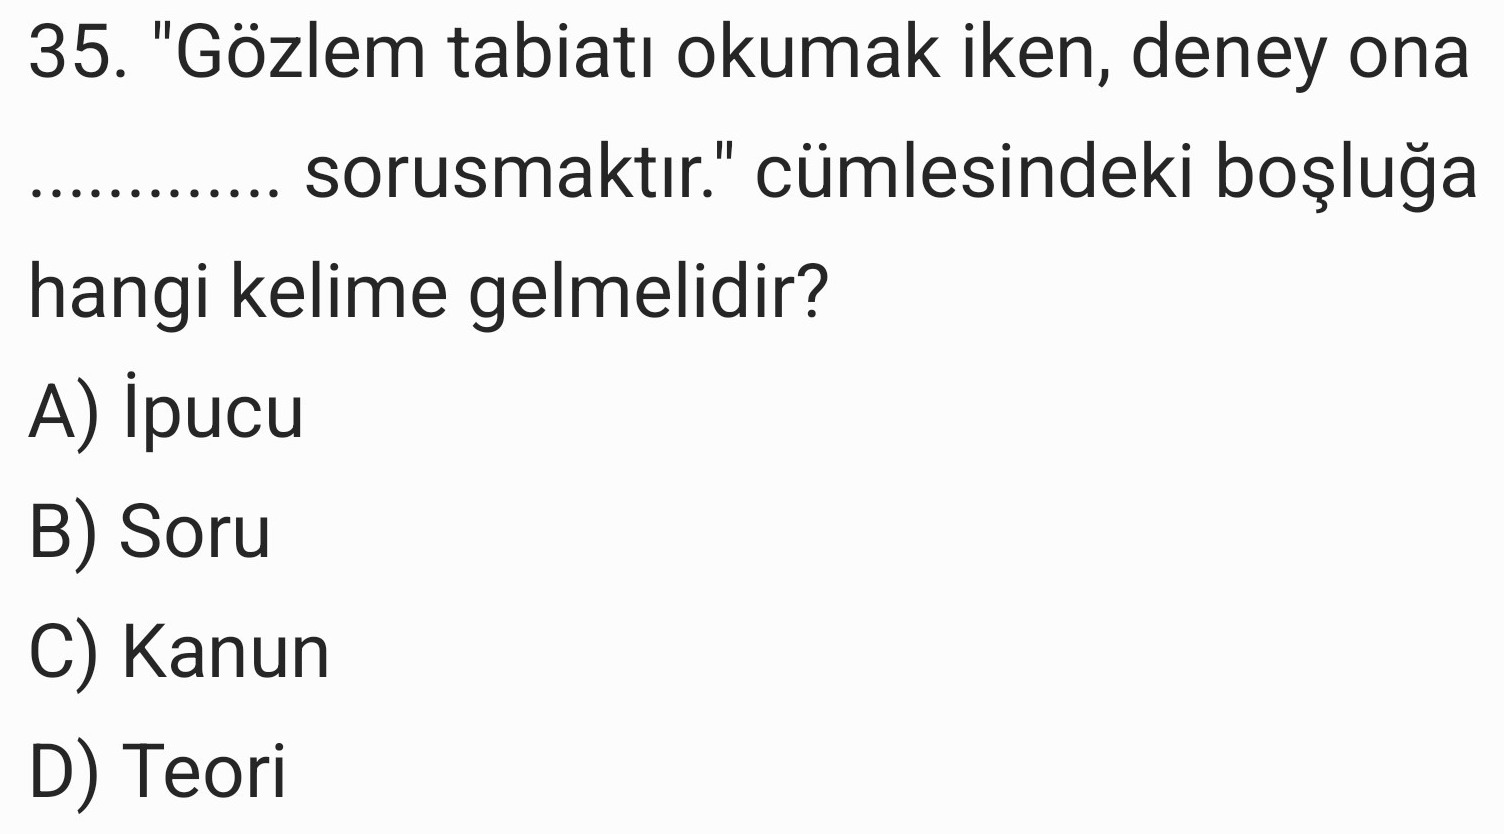 35. "Gözlem tabiatı okumak iken, deney ona
............. sorusmaktır." cümlesindeki boşluğa
hangi kelime gelmelidir?
A) İpucu
B) Soru
C) Kanun
D) Teori